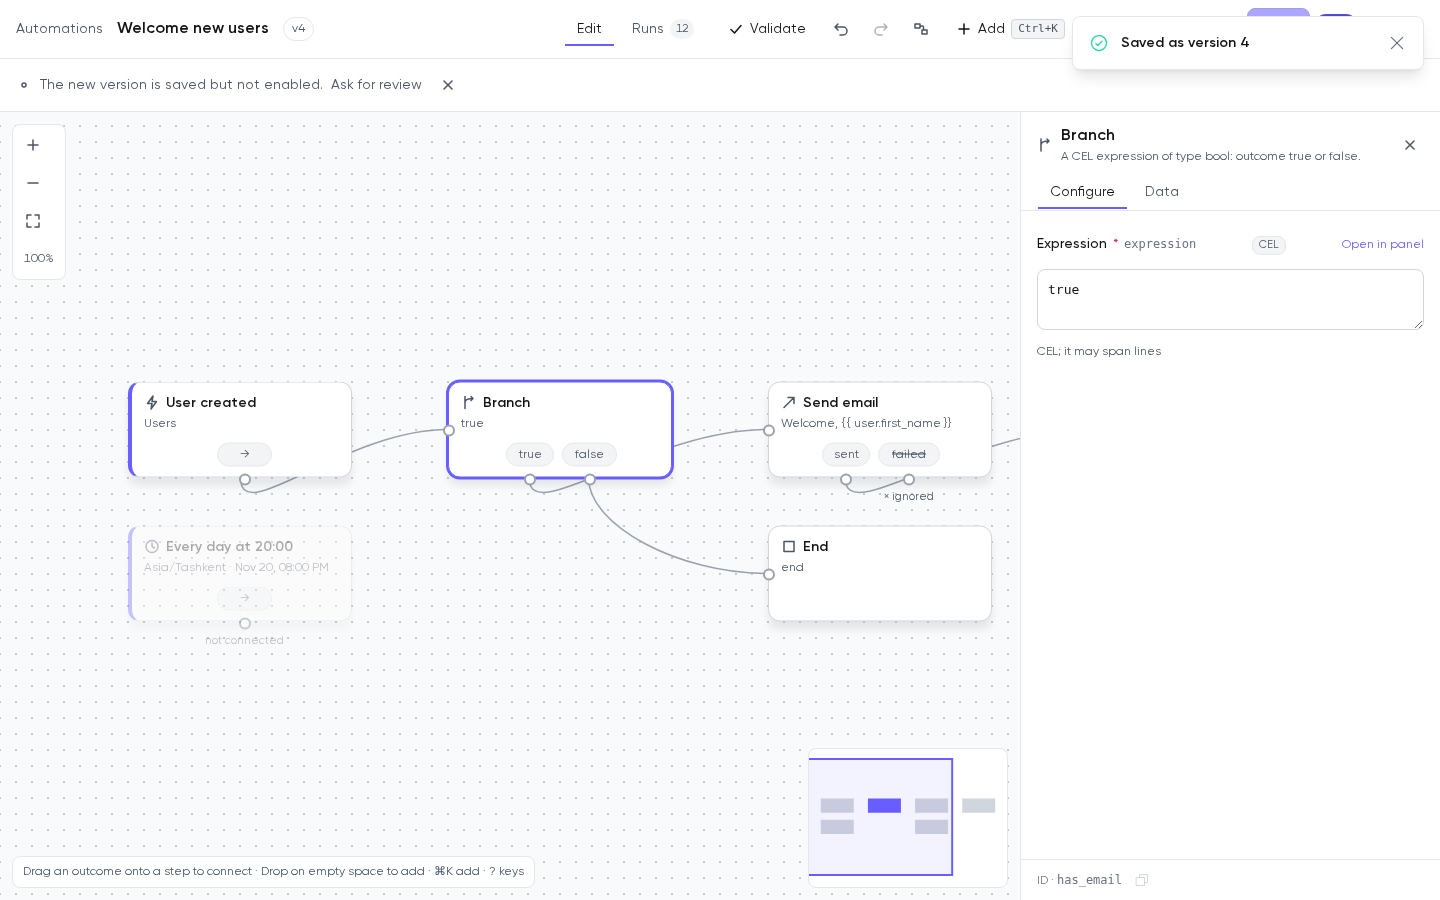 Automations Welcome new users v4 Edit Runs 12 Validate Add Ctrl+K
Saved as version 4
The new version is saved but not enabled. Ask for review
100%
Branch
A CEL expression of type bool: outcome true or false.
Configure Data
Expression * expression CEL Open in panel
true
CEL; it may span lines
User created
Users
→
Branch
true
true false
Send email
Welcome, {{ user.first_name }}
sent failed
× ignored
Every day at 20:00
Asia/Tashkent · Nov 20, 08:00 PM
→
not connected
End
end
Drag an outcome onto a step to connect · Drop on empty space to add · ⌘K add · ? keys
ID · has_email